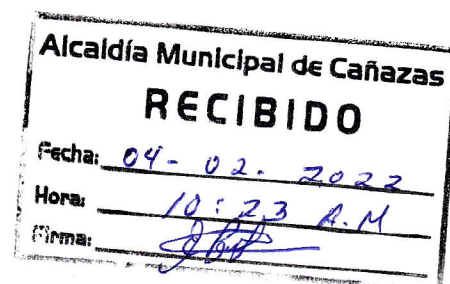 Alcaldía Municipal de Cañazas
RECIBIDO
Fecha: 04 - 02 - 2022
Hora: 10:23 A.M
Firma: